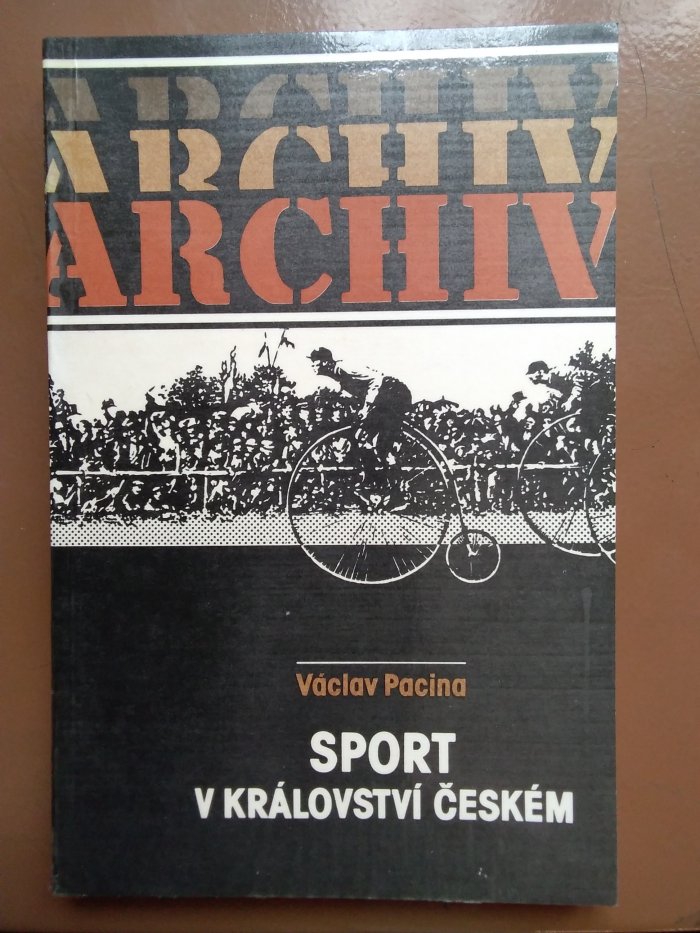 ARCHIV
ARCHIV
ARCHIV
Václav Pacina
SPORT
V KRÁLOVSTVÍ ČESKÉM